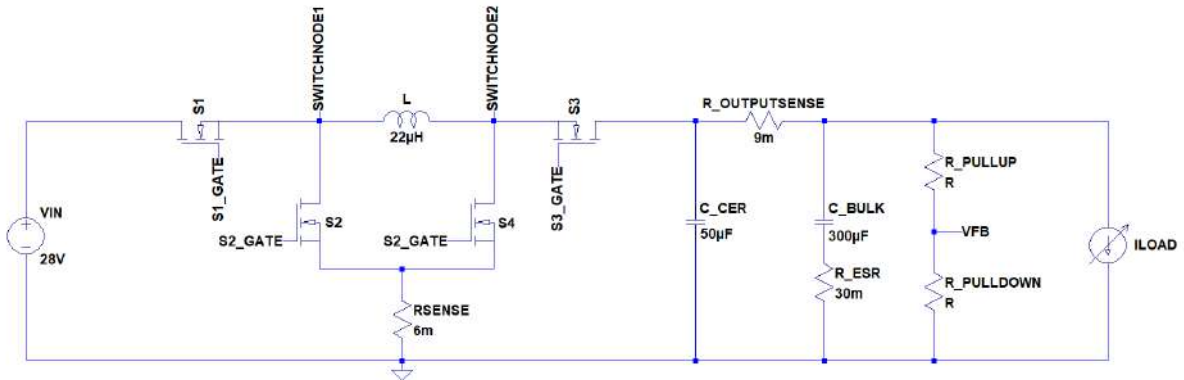 SWITCHNODE1
SWITCHNODE2
S1
L
22µH
S3
R_OUTPUTSENSE
9m
S1_GATE
S3_GATE
R_PULLUP
R
VIN
28V
S2
S2_GATE
S4
S2_GATE
C_CER
50µF
C_BULK
300µF
VFB
ILOAD
R_ESR
30m
R_PULLDOWN
R
RSENSE
6m